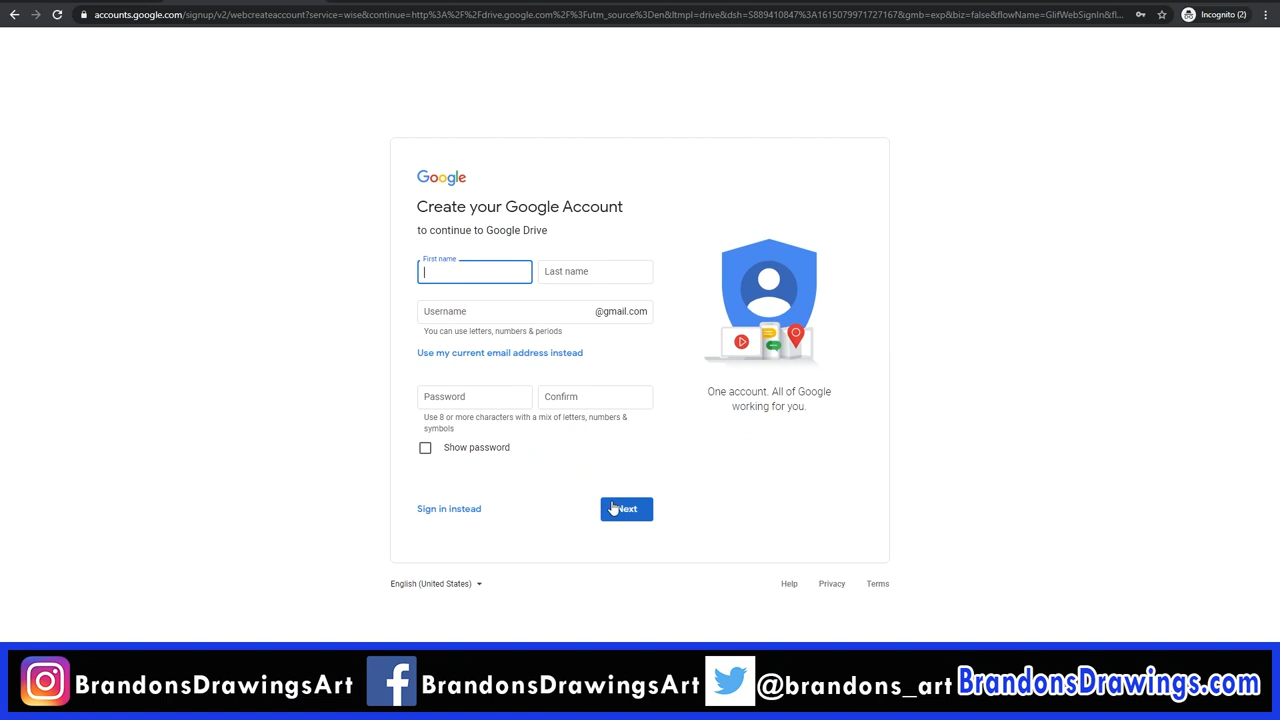 accounts.google.com/signup/v2/webcreateaccount?service=wise&continue=http%3A%2F%2Fdrive.google.com%2F%3Futm_source%3Den&ltmpl=drive&dsh=S889410847%3A1615079971727167&gmb=exp&biz=false&flowName=GlifWebSignIn&fl...
Incognito (2)
Google
Create your Google Account
to continue to Google Drive
First name
Last name
Username
@gmail.com
You can use letters, numbers & periods
Use my current email address instead
Password
Confirm
Use 8 or more characters with a mix of letters, numbers &
symbols
Show password
Sign in instead
Next
One account. All of Google
working for you.
English (United States)
Help
Privacy
Terms
BrandonsDrawingsArt
BrandonsDrawingsArt
@brandons_art
BrandonsDrawings.com